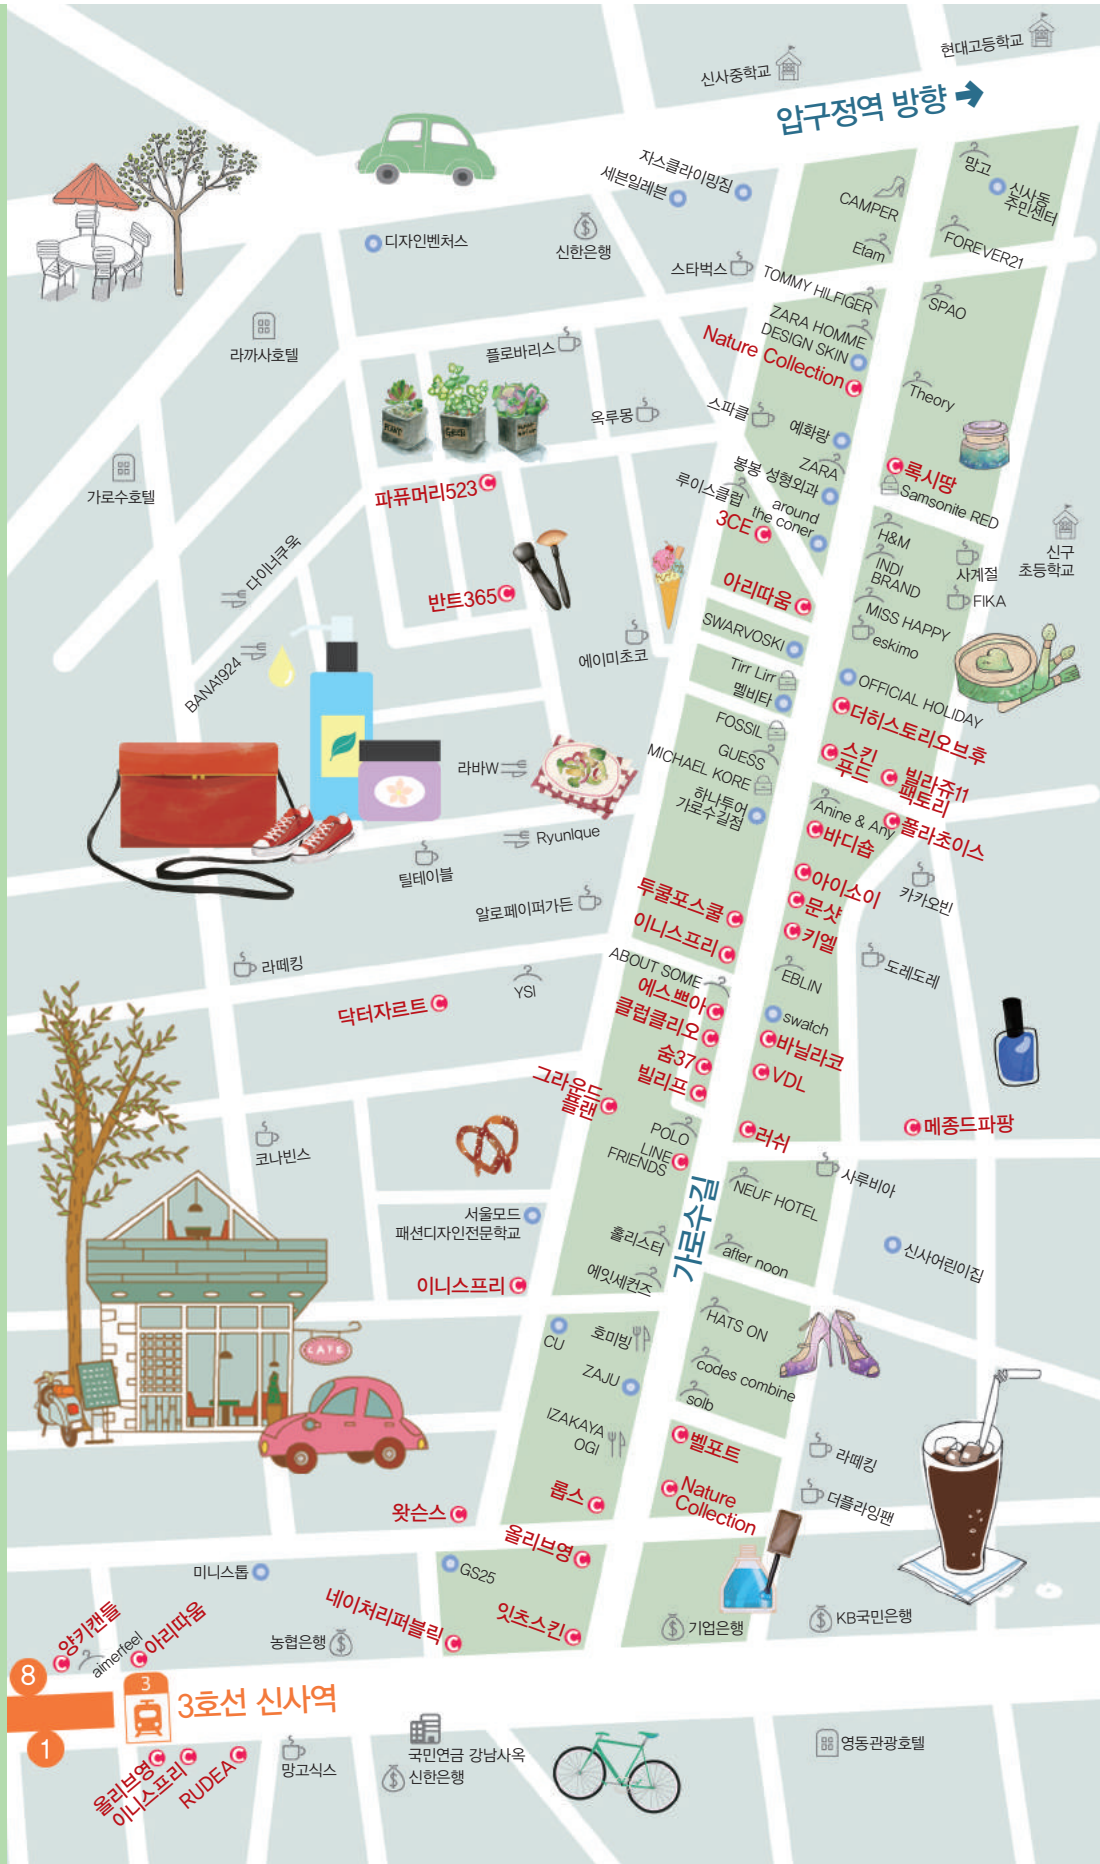 현대고등학교
신사중학교
압구정역 방향
자스클라이밍짐
세븐일레븐
망고
신사동
주민센터
CAMPER
디자인벤처스
신한은행
Etam
FOREVER21
스타벅스
TOMMY HILFIGER
SPAO
ZARA HOMME
DESIGN SKIN
Nature Collection
라까사호텔
플로바리스
Theory
스파클
옥루몽
예화랑
PLANT
ZARA
봉봉 성형외과
록시땅
Samsonite RED
가로수호텔
파퓨머리523
루이스클럽
around
the coner
3CE
H&M
신구
초등학교
사계절
INDI
BRAND
다이너쿠욱
반트365
아리따움
FIKA
MISS HAPPY
SWARVOSKI
eskimo
에이미초코
BANA1924
Tirr Lirr
멜비타
OFFICIAL HOLIDAY
FOSSIL
더히스토리오브후
GUESS
MICHAEL KORE
스킨
푸드
빌라쥬11
팩토리
라바W
하나투어
가로수길점
Anine & Any
폴라초이스
바디숍
Ryunique
틸테이블
아이소이
카카오빈
투쿨포스쿨
알로페이퍼가든
문샷
이니스프리
키엘
ABOUT SOME
라떼킹
도레도레
YSI
EBLIN
에스쁘아
닥터자르트
클럽클리오
swatch
바닐라코
숨37
빌리프
VDL
그라운드
플랜
메종드파팡
POLO
러쉬
코나빈스
LINE
FRIENDS
사루비아
NEUF HOTEL
서울모드
패션디자인전문학교
가로수길
홀리스터
after noon
신사어린이집
이니스프리
에잇세컨즈
HATS ON
CU
호미빙
CAFE
ZAJU
codes combine
solb
IZAKAYA
OGI
벨포트
라떼킹
롭스
Nature
Collection
더플라잉팬
왓슨스
올리브영
미니스톱
GS25
네이처리퍼블릭
잇츠스킨
양키캔들
aimerfeel
아리따움
농협은행
기업은행
KB국민은행
8
3
3호선 신사역
1
올리브영
이니스프리
RUDEA
망고식스
국민연금 강남사옥
신한은행
영동관광호텔